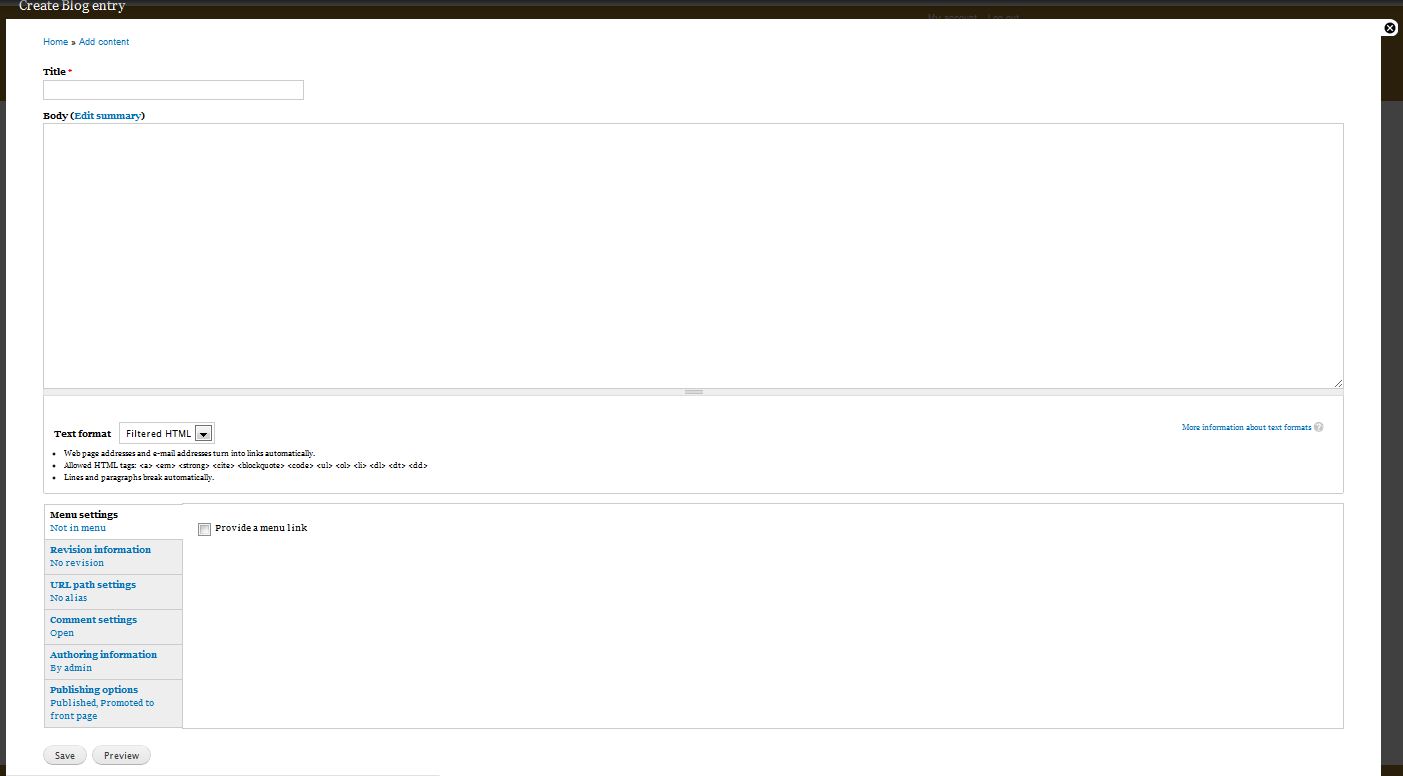 Create Blog entry
My account Log out
Home » Add content
Title *
Body (Edit summary)
Text format Filtered HTML
More information about text formats ?
Web page addresses and e-mail addresses turn into links automatically.
Allowed HTML tags: <a> <em> <strong> <cite> <blockquote> <code> <ul> <ol> <li> <dl> <dt> <dd>
Lines and paragraphs break automatically.
Menu settings
Not in menu
Provide a menu link
Revision information
No revision
URL path settings
No alias
Comment settings
Open
Authoring information
By admin
Publishing options
Published, Promoted to
front page
Save Preview